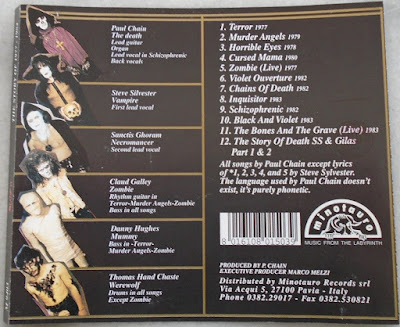 Paul Chain
The death
Lead guitar
Organ
Lead vocal in Schizophrenic
Back vocals
Steve Silvester
Vampire
First lead vocal
Sanctis Ghoram
Necromancer
Second lead vocal
Claud Galley
Zombie
Rhythm guitar in
Terror-Murder Angels-Zombie
Bass in all songs
Danny Hughes
Mummy
Bass in -Terror-
Murder Angels-Zombie
Thomas Hand Chaste
Werewolf
Drums in all songs
Except Zombie
1. Terror 1977
2. Murder Angels 1979
3. Horrible Eyes 1978
4. Cursed Mama 1980
5. Zombie (Live) 1977
6. Violet Ouverture 1982
7. Chains Of Death 1982
8. Inquisitor 1983
9. Schizophrenic 1982
10. Black And Violet 1983
11. The Bones And The Grave (Live) 1983
12. The Story Of Death SS & Gilas
Part 1 & 2
All songs by Paul Chain except lyrics
of *1, 2, 3, 4, and 5 by Steve Sylvester.
The language used by Paul Chain doesn't
exist, it's purely phonetic.
8 016108 015039
minotauro
MUSIC FROM THE LABYRINTH
PRODUCED BY P. CHAIN
EXECUTIVE PRODUCER MARCO MELZI
Distributed by Minotauro Records srl
Via Acqui 5, 27100 Pavia - Italy
Phone 0382.29017 - Fax 0382.530821